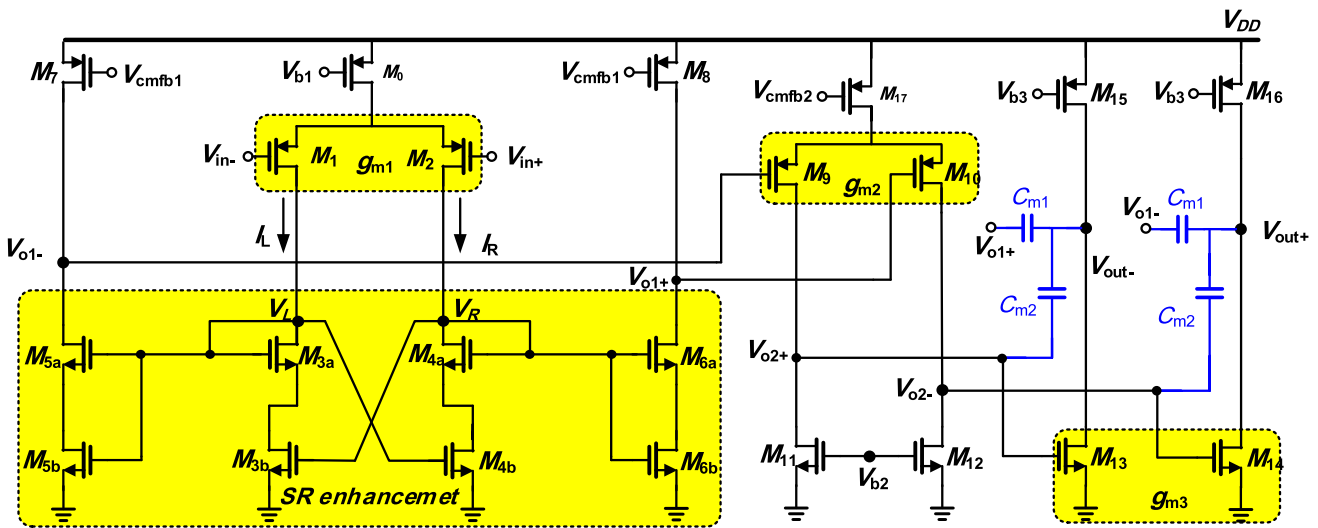 VDD
M7
Vcmfb1
Vb1
M0
Vcmfb1
M8
Vcmfb2
M17
Vb3
M15
Vb3
M16
Vin-
M1
gm1
M2
Vin+
M9
gm2
M10
IL
IR
Cm1
Vo1+
Vout-
Cm2
Vo1-
Cm1
Vout+
Cm2
Vo1-
Vo1+
VL
VR
M5a
M3a
M4a
M6a
Vo2+
Vo2-
M5b
M3b
M4b
M6b
SR enhancemet
M11
Vb2
M12
M13
M14
gm3